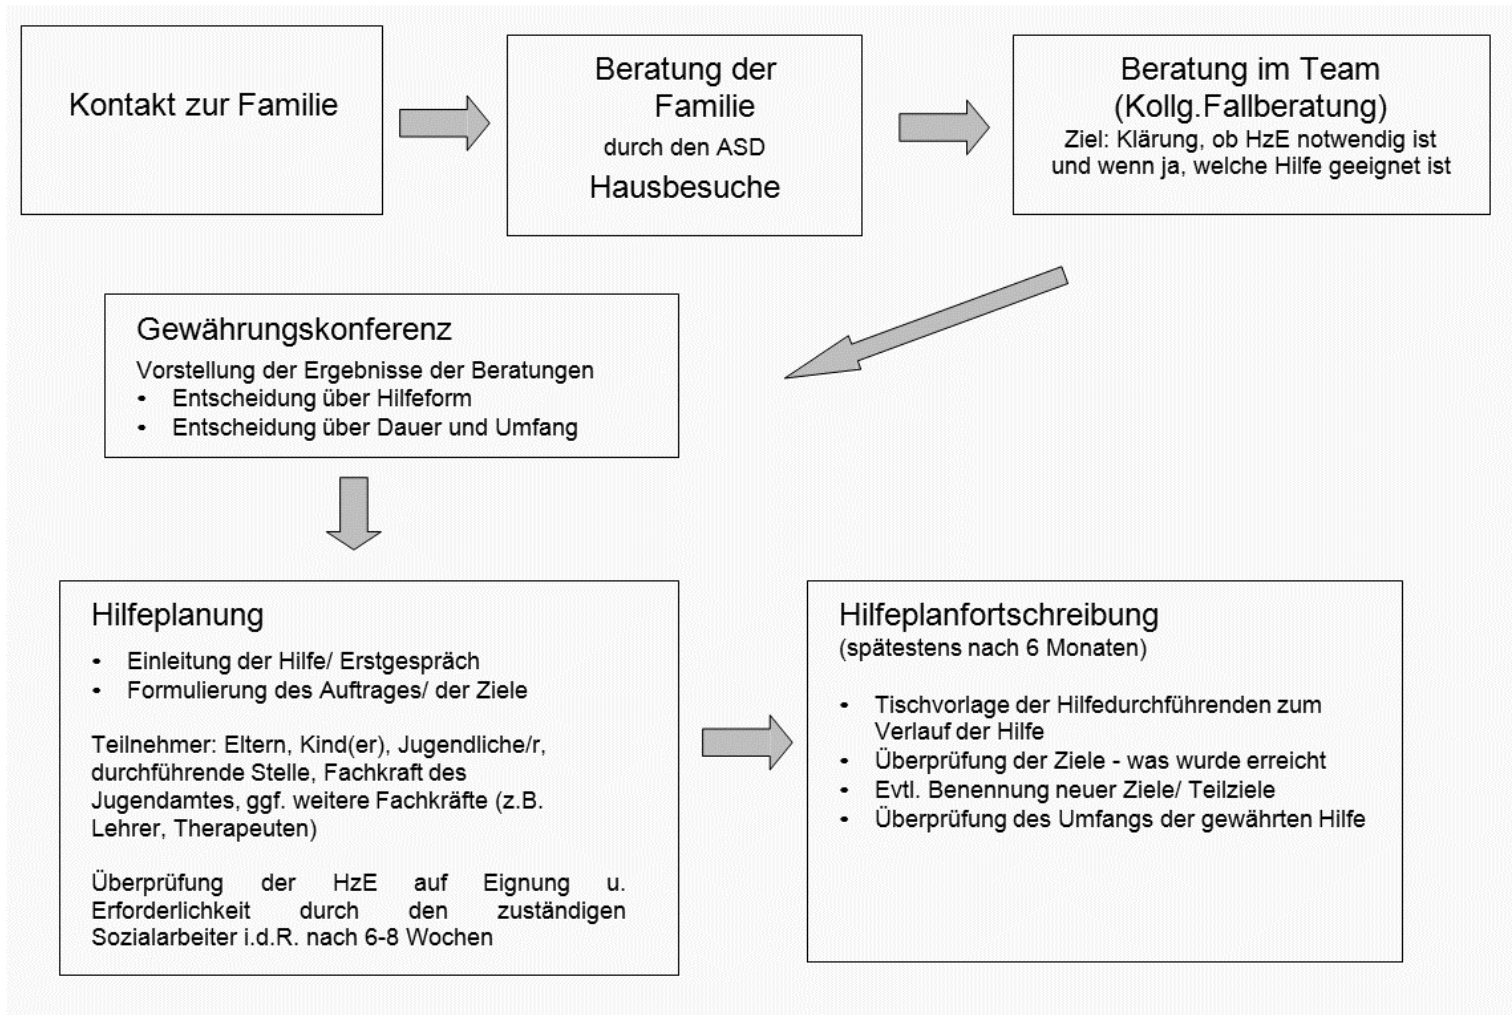 Kontakt zur Familie
Beratung der
Familie
durch den ASD
Hausbesuche
Beratung im Team
(Kollg.Fallberatung)
Ziel: Klärung, ob HzE notwendig ist
und wenn ja, welche Hilfe geeignet ist
Gewährungskonferenz
Vorstellung der Ergebnisse der Beratungen
• Entscheidung über Hilfeform
• Entscheidung über Dauer und Umfang
Hilfeplanung
• Einleitung der Hilfe/ Erstgespräch
• Formulierung des Auftrages/ der Ziele
Teilnehmer: Eltern, Kind(er), Jugendliche/r,
durchführende Stelle, Fachkraft des
Jugendamtes, ggf. weitere Fachkräfte (z.B.
Lehrer, Therapeuten)
Überprüfung der HzE auf Eignung u.
Erforderlichkeit durch den zuständigen
Sozialarbeiter i.d.R. nach 6-8 Wochen
Hilfeplanfortschreibung
(spätestens nach 6 Monaten)
• Tischvorlage der Hilfedurchführenden zum
Verlauf der Hilfe
• Überprüfung der Ziele - was wurde erreicht
• Evtl. Benennung neuer Ziele/ Teilziele
• Überprüfung des Umfangs der gewährten Hilfe